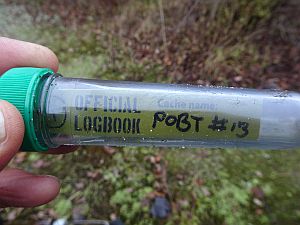 OFFICIAL
LOGBOOK
Cache name:
POBT #13